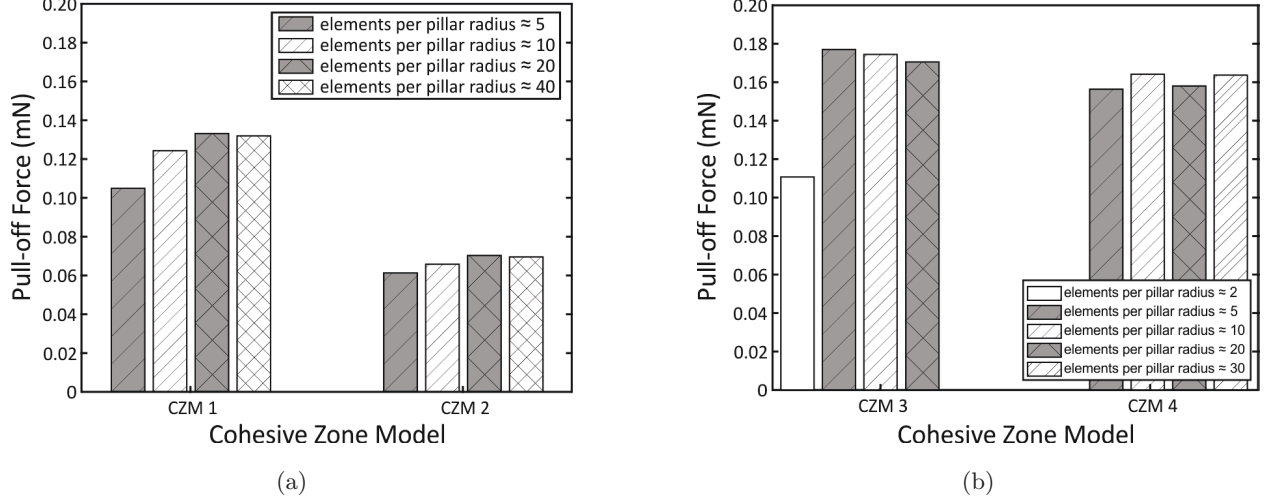 0.20
0.18
0.16
0.14
0.12
0.10
0.08
0.06
0.04
0.02
0
Pull-off Force (mN)
elements per pillar radius ≈ 5
elements per pillar radius ≈ 10
elements per pillar radius ≈ 20
elements per pillar radius ≈ 40
CZM 1 CZM 2
Cohesive Zone Model
(a)
0.20
0.18
0.16
0.14
0.12
0.10
0.08
0.06
0.04
0.02
0
Pull-off Force (mN)
elements per pillar radius ≈ 2
elements per pillar radius ≈ 5
elements per pillar radius ≈ 10
elements per pillar radius ≈ 20
elements per pillar radius ≈ 30
CZM 3 CZM 4
Cohesive Zone Model
(b)